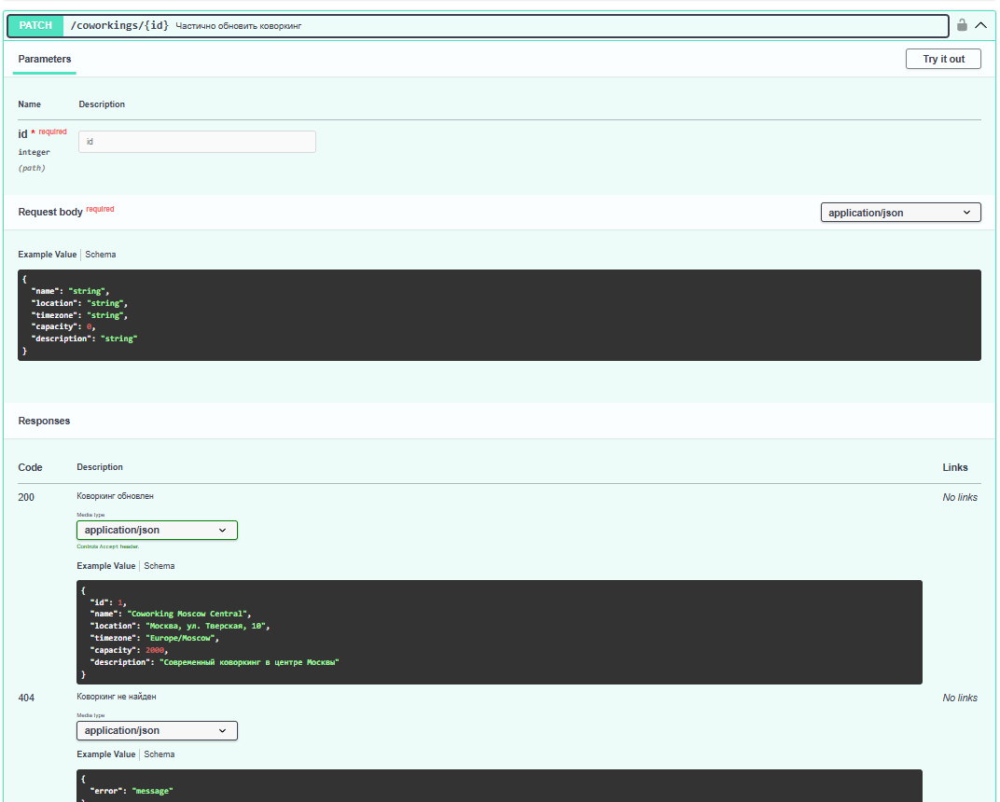 PATCH /coworkings/{id} Частично обновить коворкинг
Parameters
Try it out
Name Description
id * required
id
integer
(path)
Request body required
application/json
Example Value | Schema
{
"name": "string",
"location": "string",
"timezone": "string",
"capacity": 0,
"description": "string"
}
Responses
Code Description Links
200 Коворкинг обновлен No links
Media type
application/json
Controls Accept header.
Example Value | Schema
{
"id": 1,
"name": "Coworking Moscow Central",
"location": "Москва, ул. Тверская, 10",
"timezone": "Europe/Moscow",
"capacity": 2000,
"description": "Современный коворкинг в центре Москвы"
}
404 Коворкинг не найден No links
Media type
application/json
Example Value | Schema
{
"error": "message"